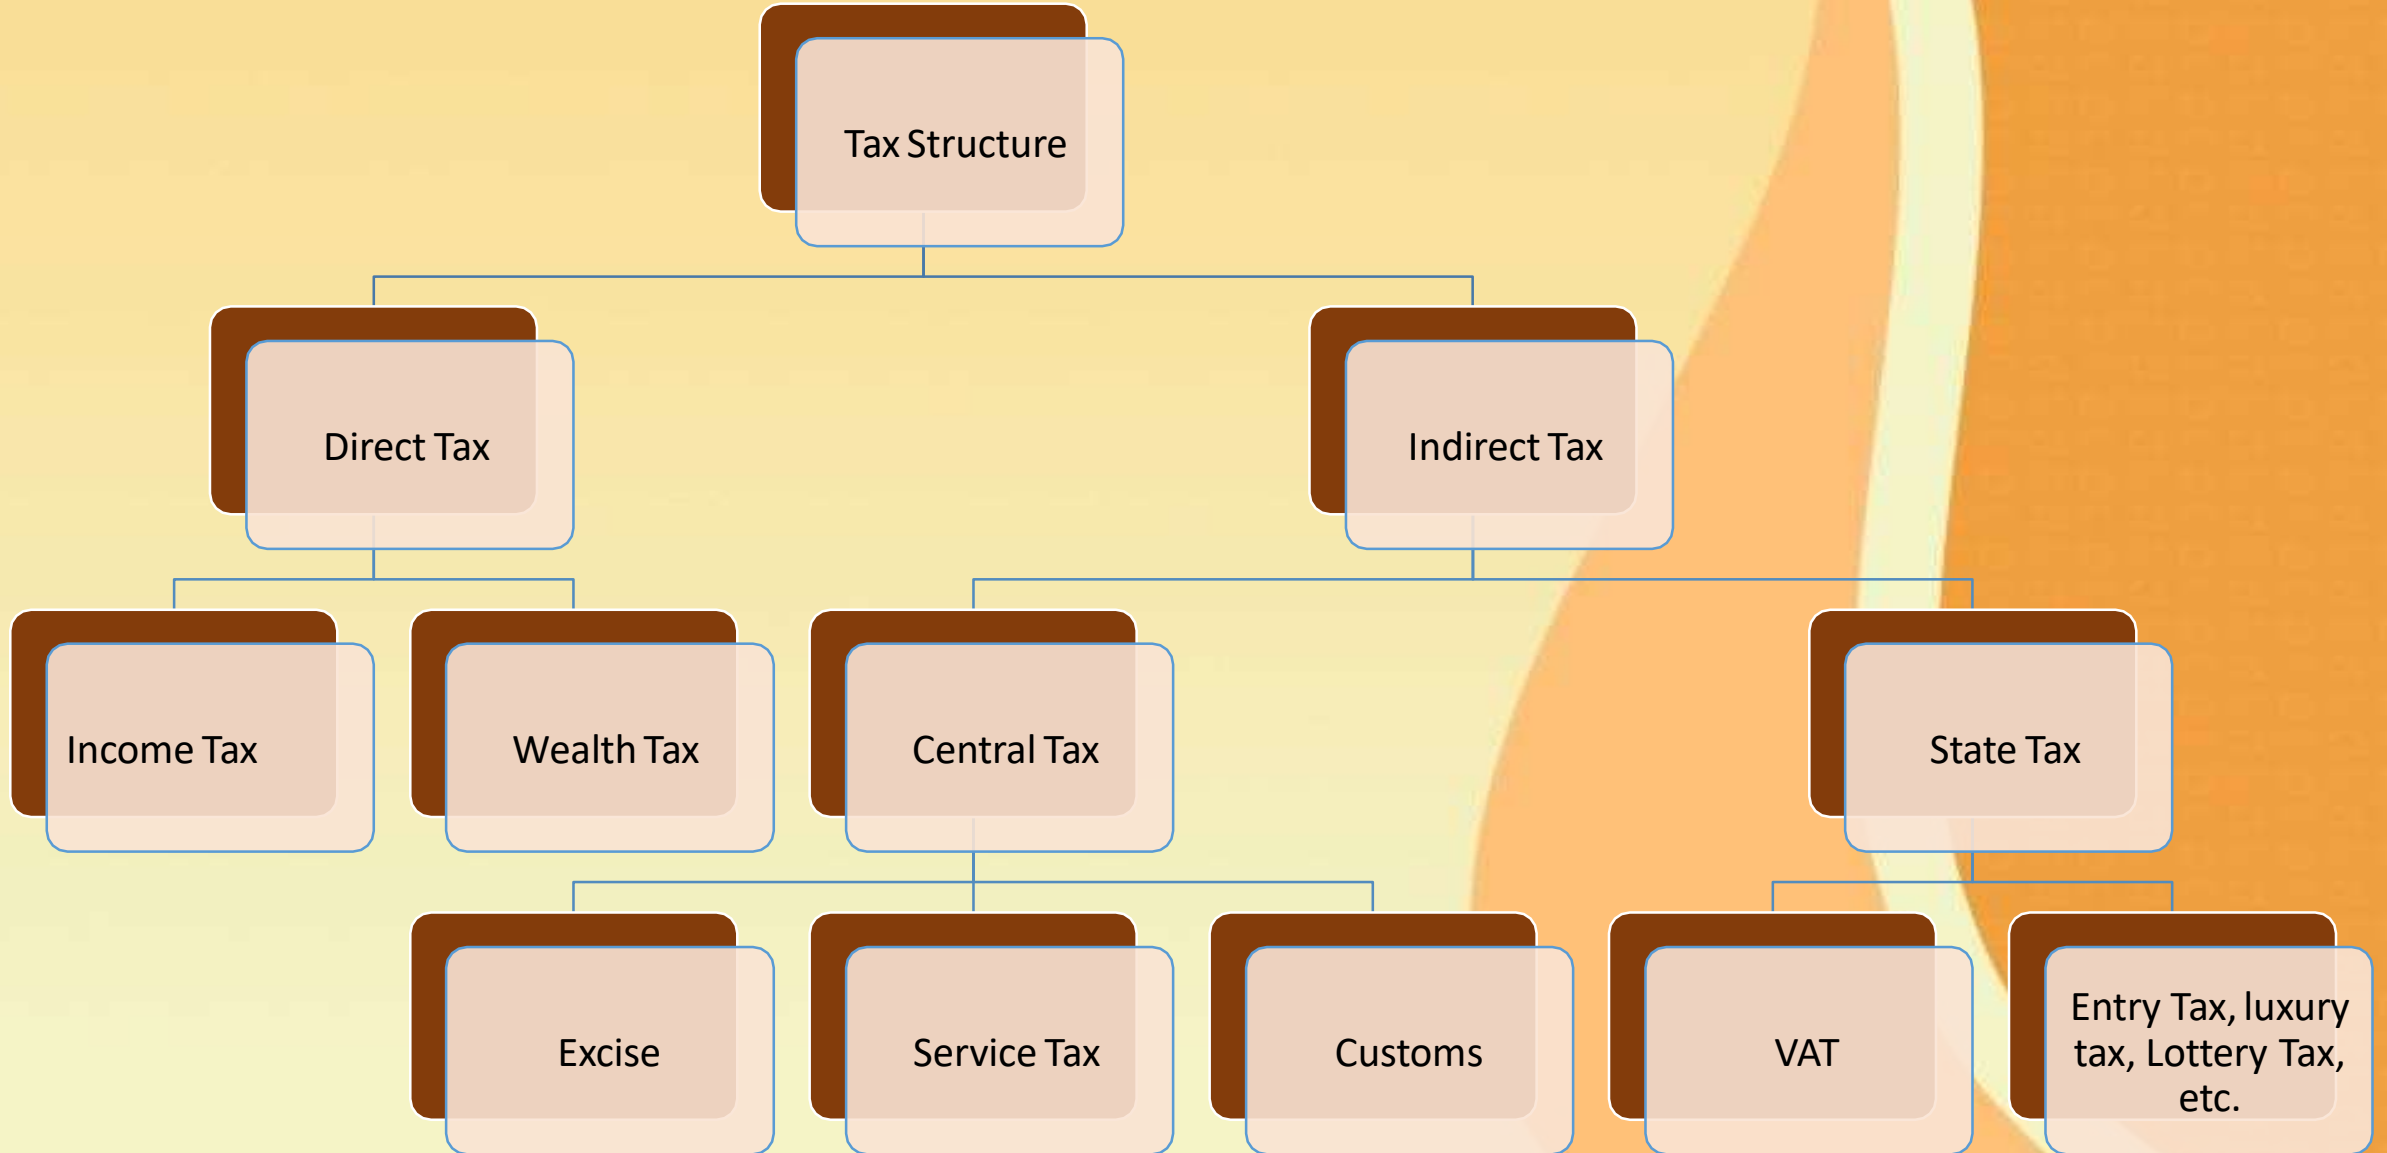 Tax Structure
Direct Tax
Indirect Tax
Income Tax
Wealth Tax
Central Tax
State Tax
Excise
Service Tax
Customs
VAT
Entry Tax, luxury
tax, Lottery Tax,
etc.